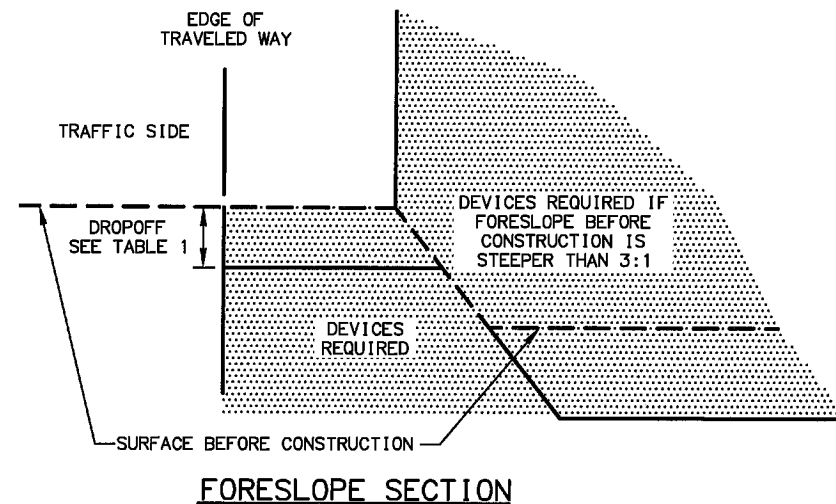 EDGE OF
TRAVELED WAY
TRAFFIC SIDE
DROPOFF
SEE TABLE 1
DEVICES REQUIRED IF
FORESLOPE BEFORE
CONSTRUCTION IS
STEEPER THAN 3:1
DEVICES
REQUIRED
SURFACE BEFORE CONSTRUCTION
FORESLOPE SECTION